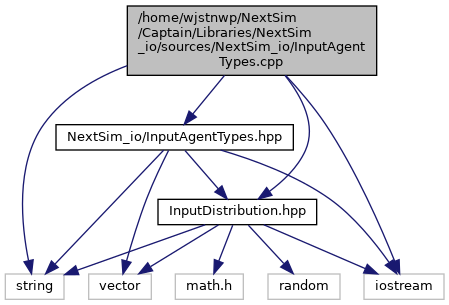 /home/wjstnwp/NextSim
/Captain/Libraries/NextSim
_io/sources/NextSim_io/InputAgent
Types.cpp
NextSim_io/InputAgentTypes.hpp
InputDistribution.hpp
string
vector
math.h
random
iostream